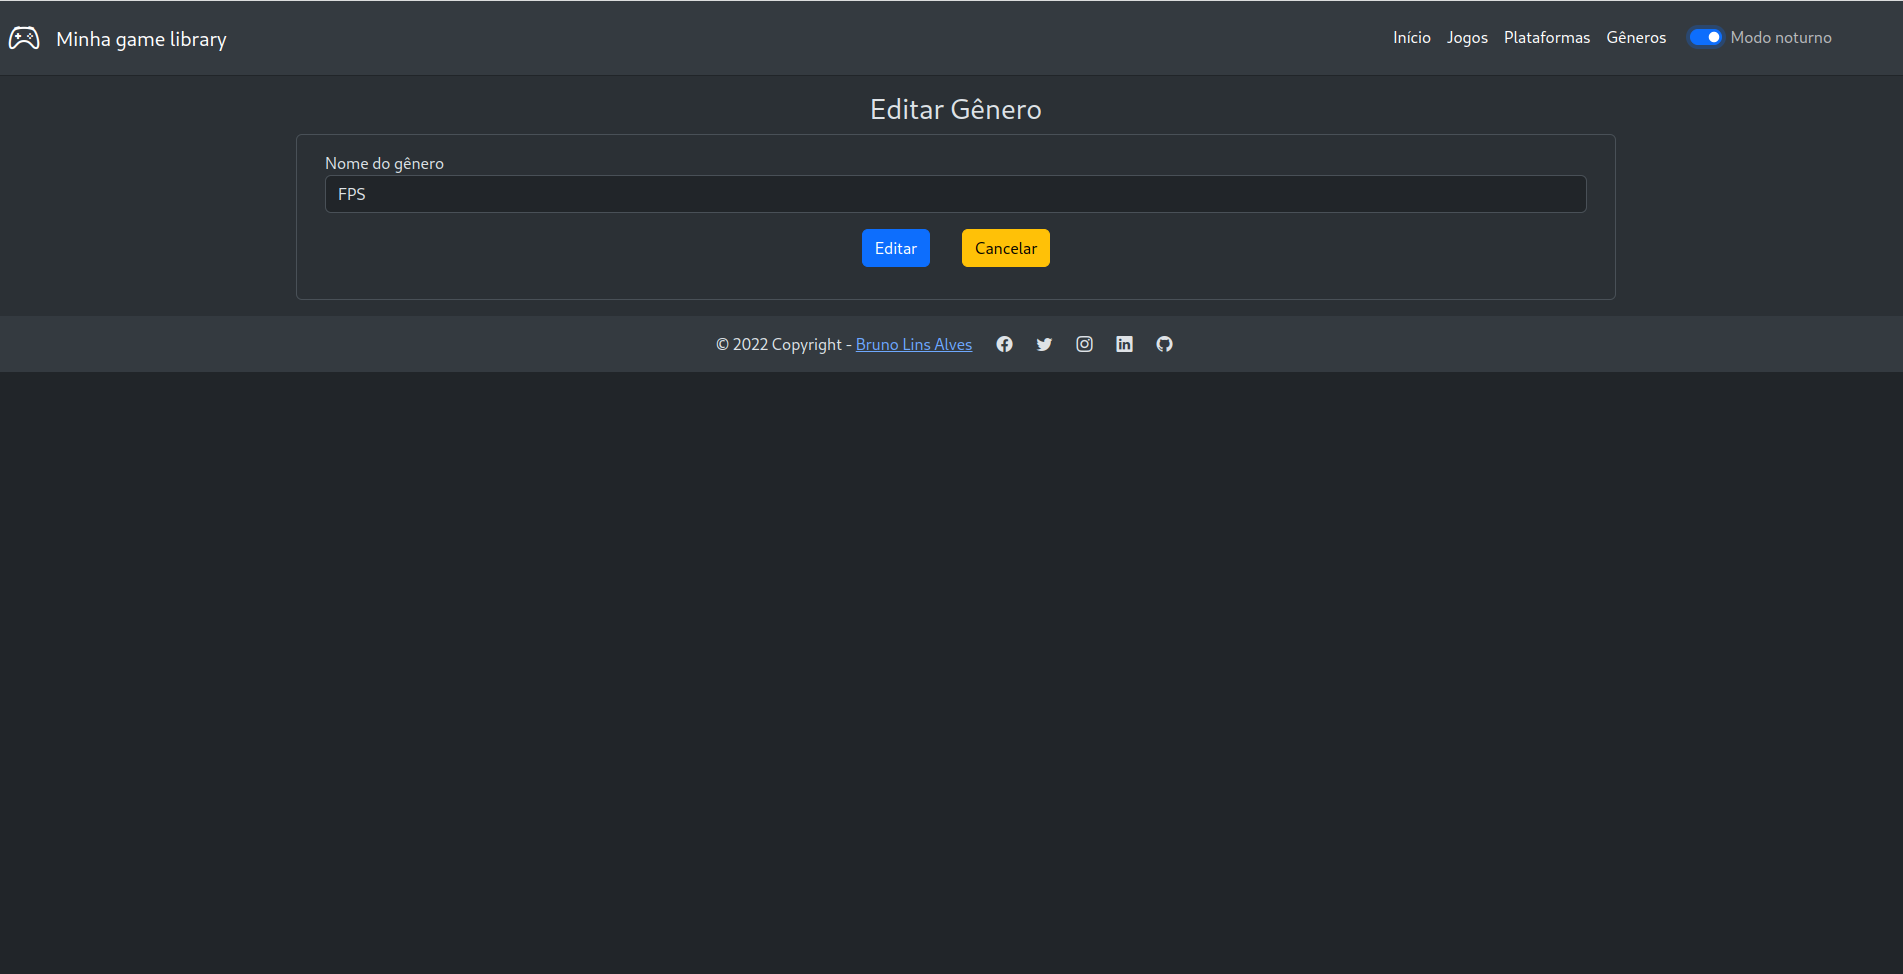 Minha game library
Início Jogos Plataformas Gêneros Modo noturno
Editar Gênero
Nome do gênero
FPS
Editar Cancelar
© 2022 Copyright - Bruno Lins Alves